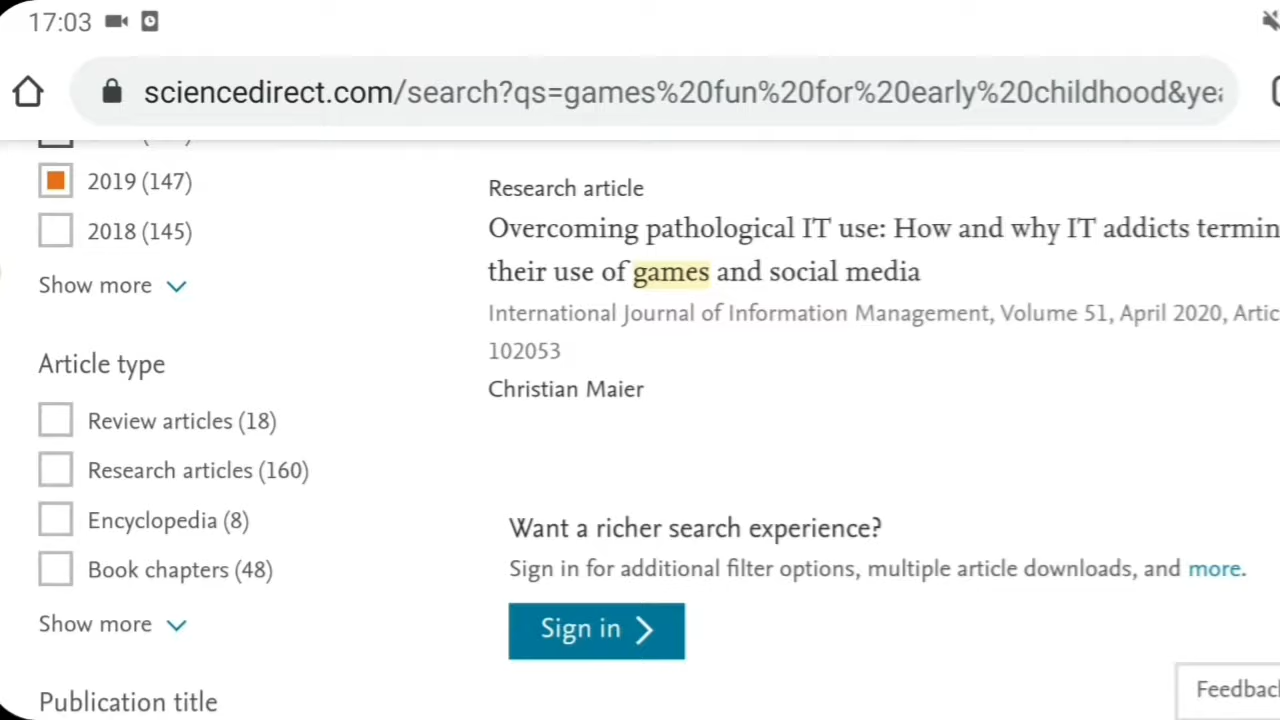 17:03
sciencedirect.com/search?qs=games%20fun%20for%20early%20childhood&yea
2019 (147)
2018 (145)
Show more
Article type
Review articles (18)
Research articles (160)
Encyclopedia (8)
Book chapters (48)
Show more
Publication title
Research article
Overcoming pathological IT use: How and why IT addicts termin
their use of games and social media
International Journal of Information Management, Volume 51, April 2020, Artic
102053
Christian Maier
Want a richer search experience?
Sign in for additional filter options, multiple article downloads, and more.
Sign in
Feedback